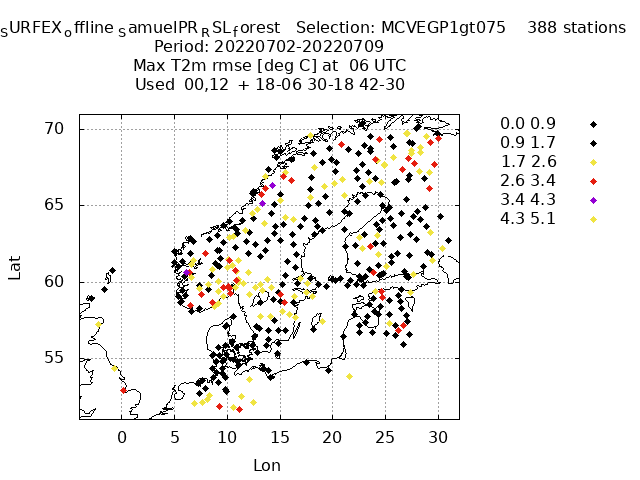 SURFEXoffline SamuelPRRSLforest Selection: MCVEGP1gt075 388 stations
Period: 20220702-20220709
Max T2m rmse [deg C] at 06 UTC
Used 00,12 + 18-06 30-18 42-30
70
65
60
55
Lat
0 5 10 15 20 25 30
Lon
0.0 0.9
0.9 1.7
1.7 2.6
2.6 3.4
3.4 4.3
4.3 5.1